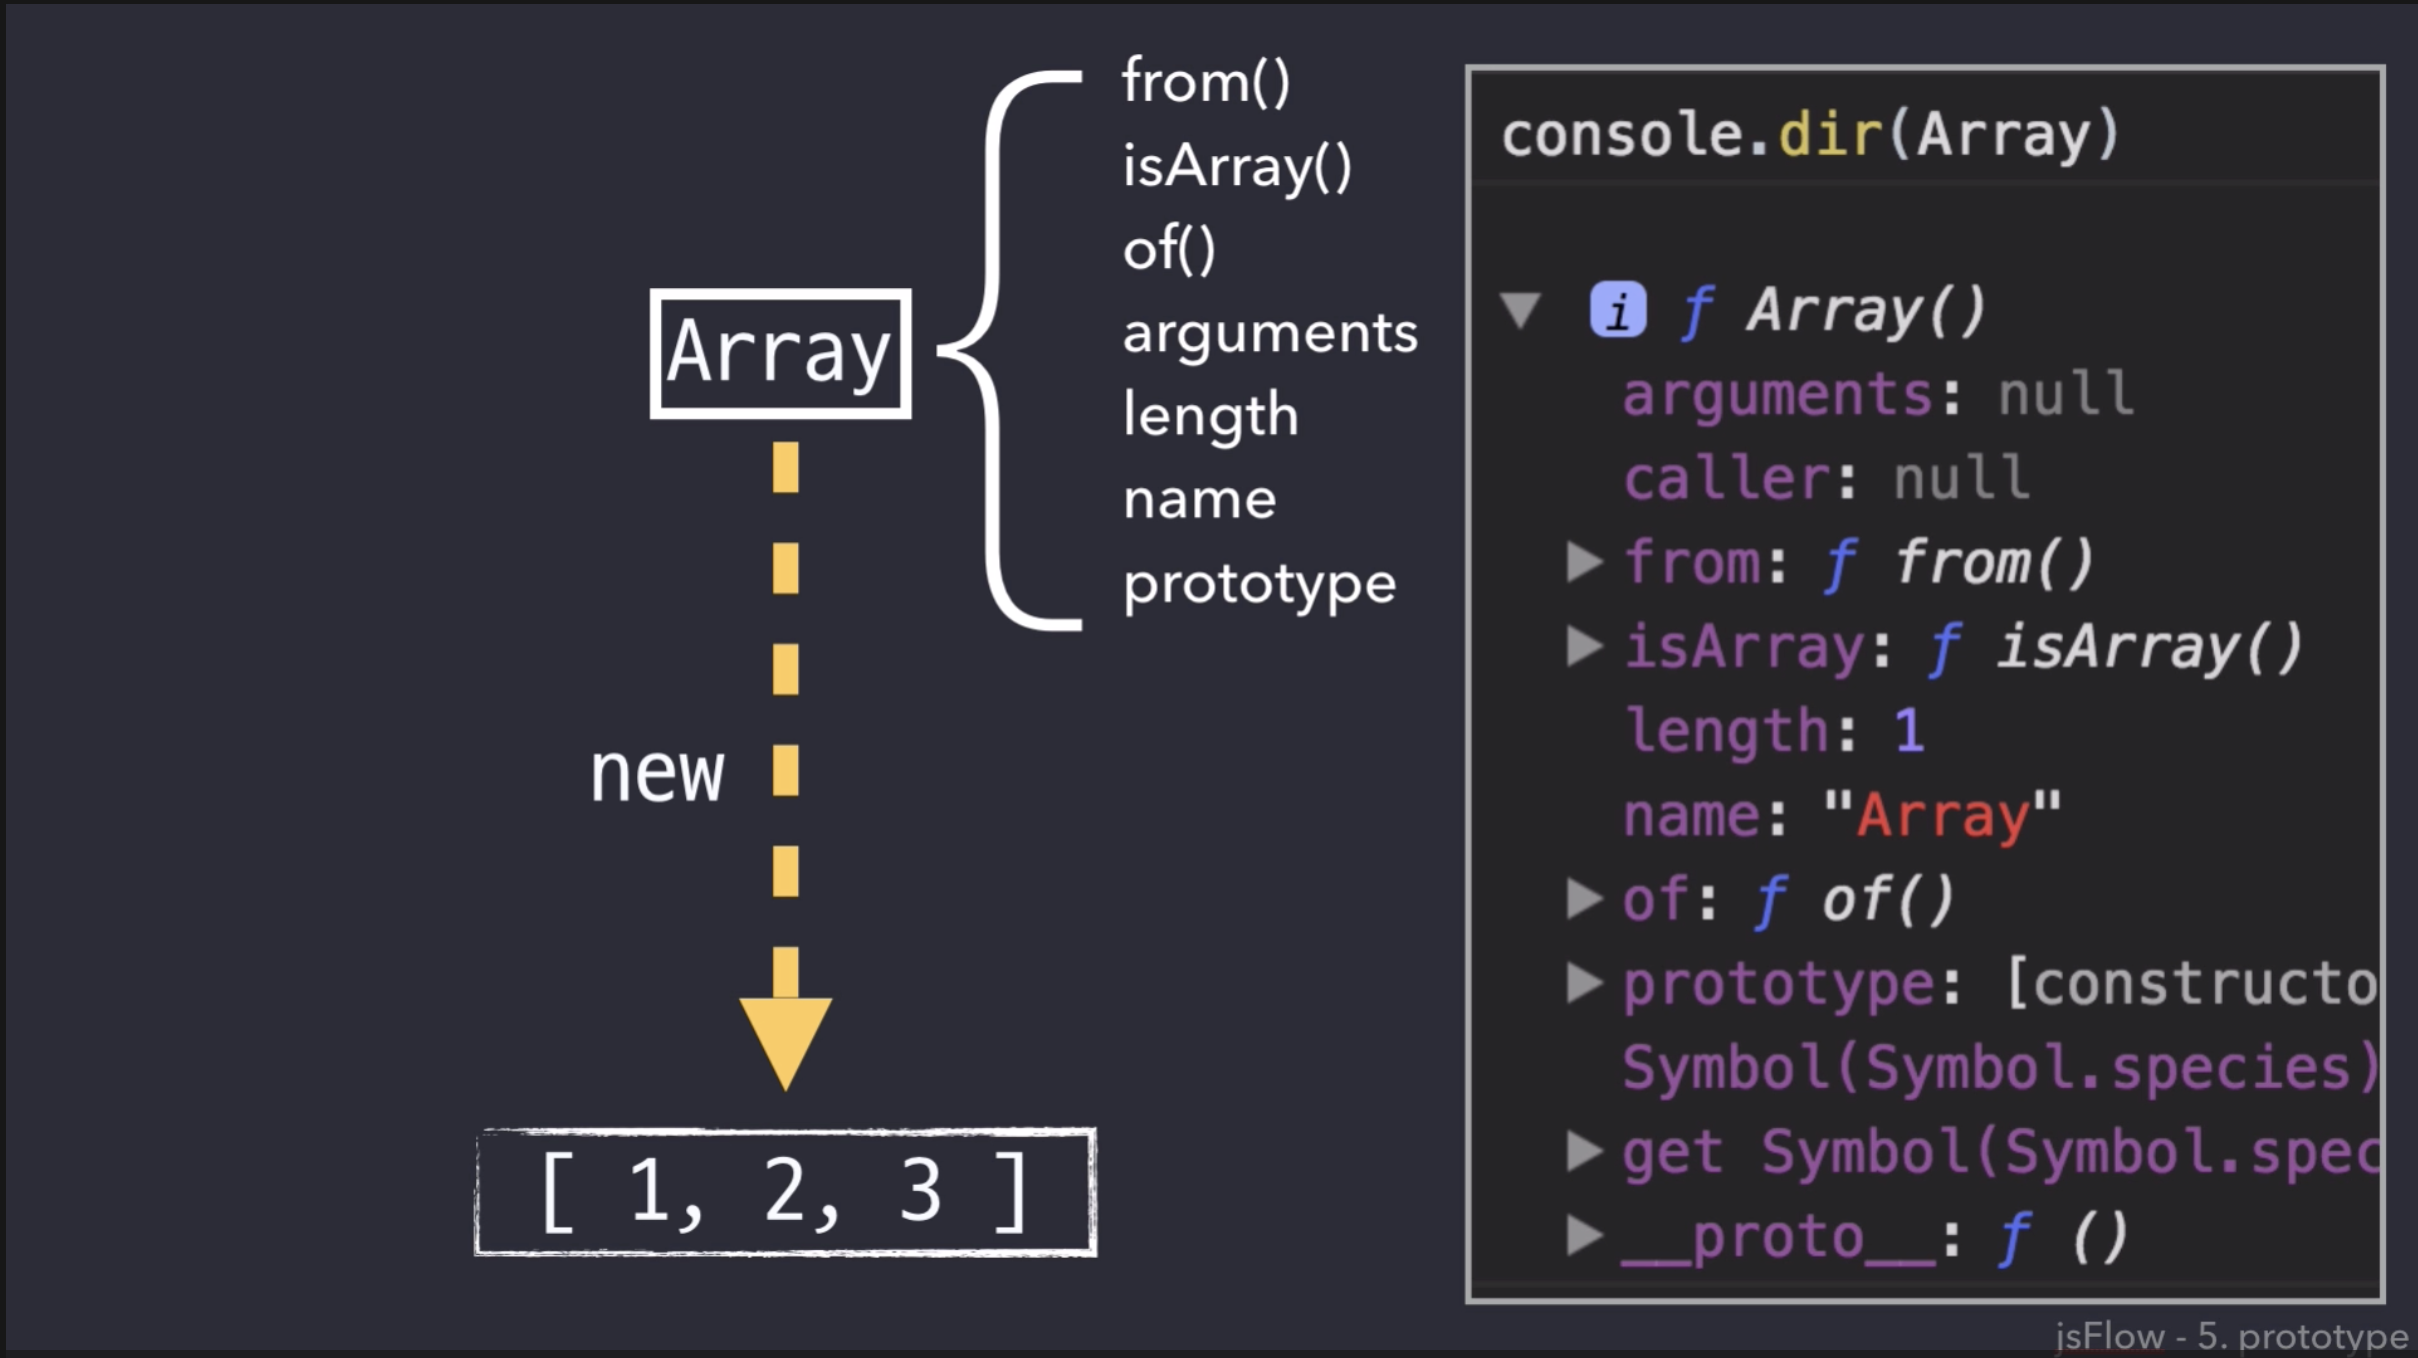 from()
isArray()
of()
arguments
length
name
prototype
Array
new
[ 1, 2, 3 ]
console.dir(Array)
i f Array()
arguments: null
caller: null
from: f from()
isArray: f isArray()
length: 1
name: "Array"
of: f of()
prototype: [constructo
Symbol(Symbol.species)
get Symbol(Symbol.spec
__proto__: f ()
jsFlow - 5. prototype